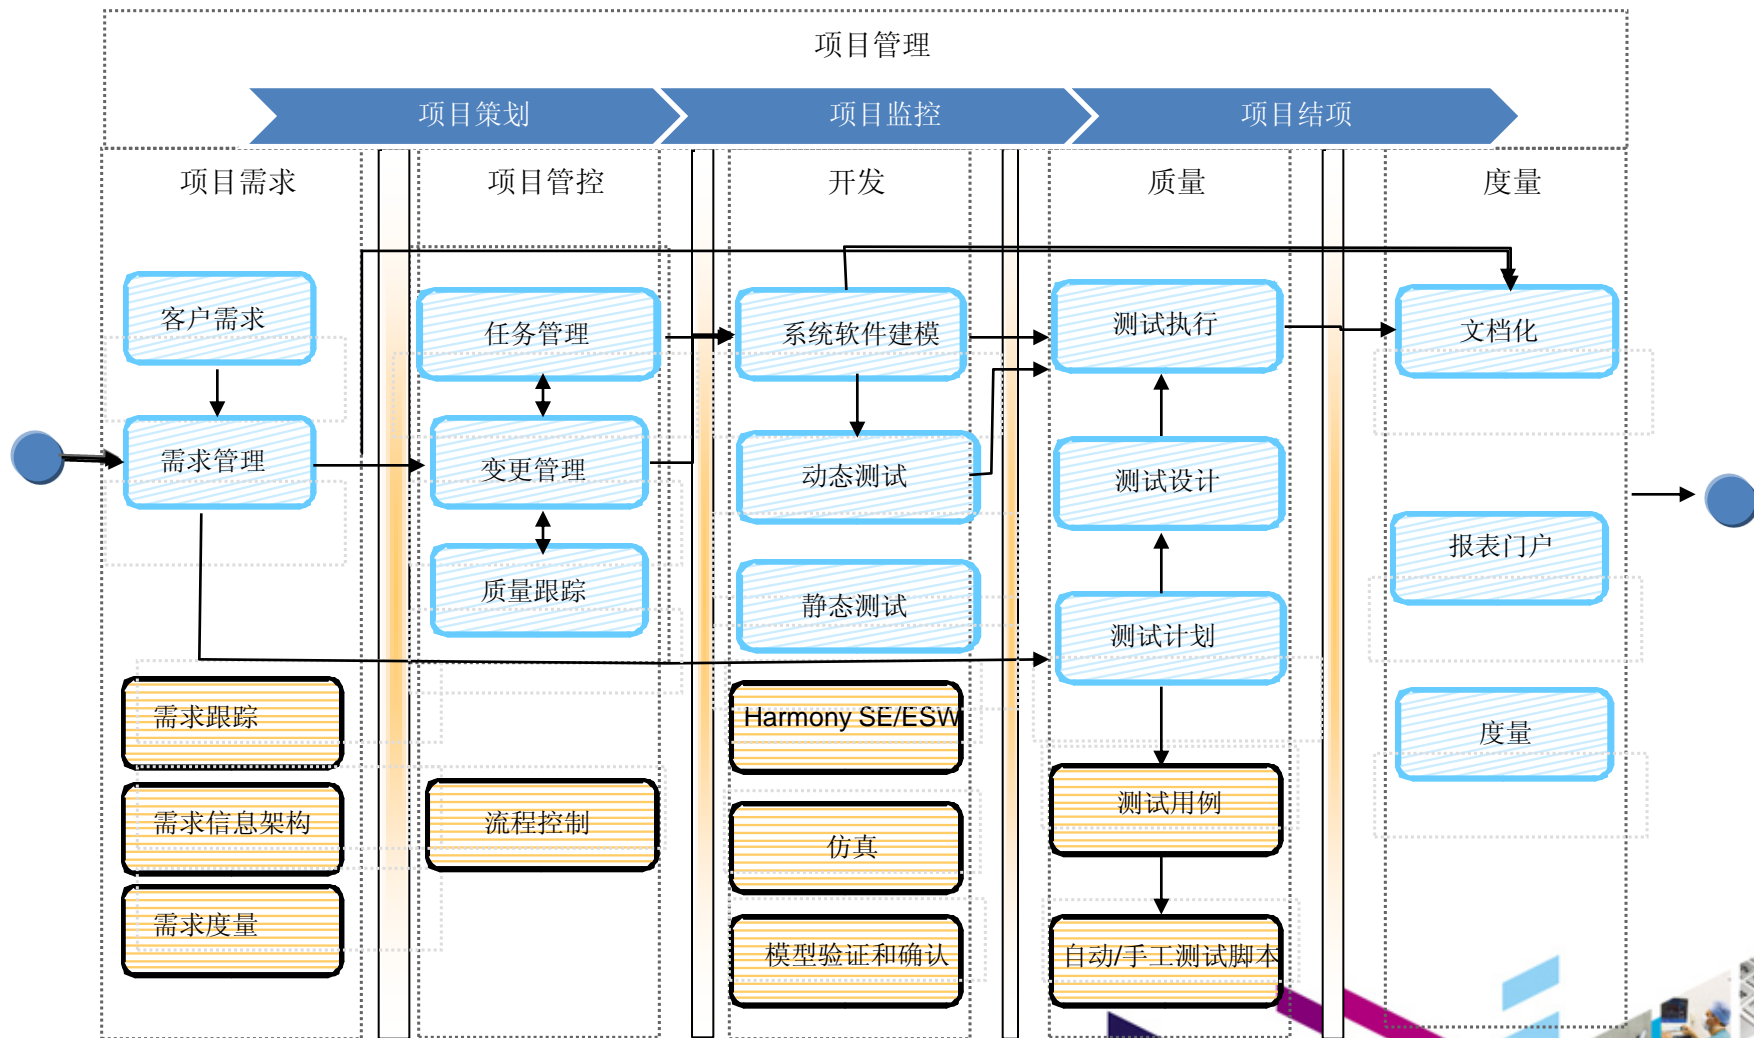 项目管理
项目策划
项目监控
项目结项
项目需求
项目管控
开发
质量
度量
客户需求
需求管理
需求跟踪
需求信息架构
需求度量
任务管理
变更管理
质量跟踪
流程控制
系统软件建模
动态测试
静态测试
Harmony SE/ESW
仿真
模型验证和确认
测试执行
测试设计
测试计划
测试用例
自动/手工测试脚本
文档化
报表门户
度量